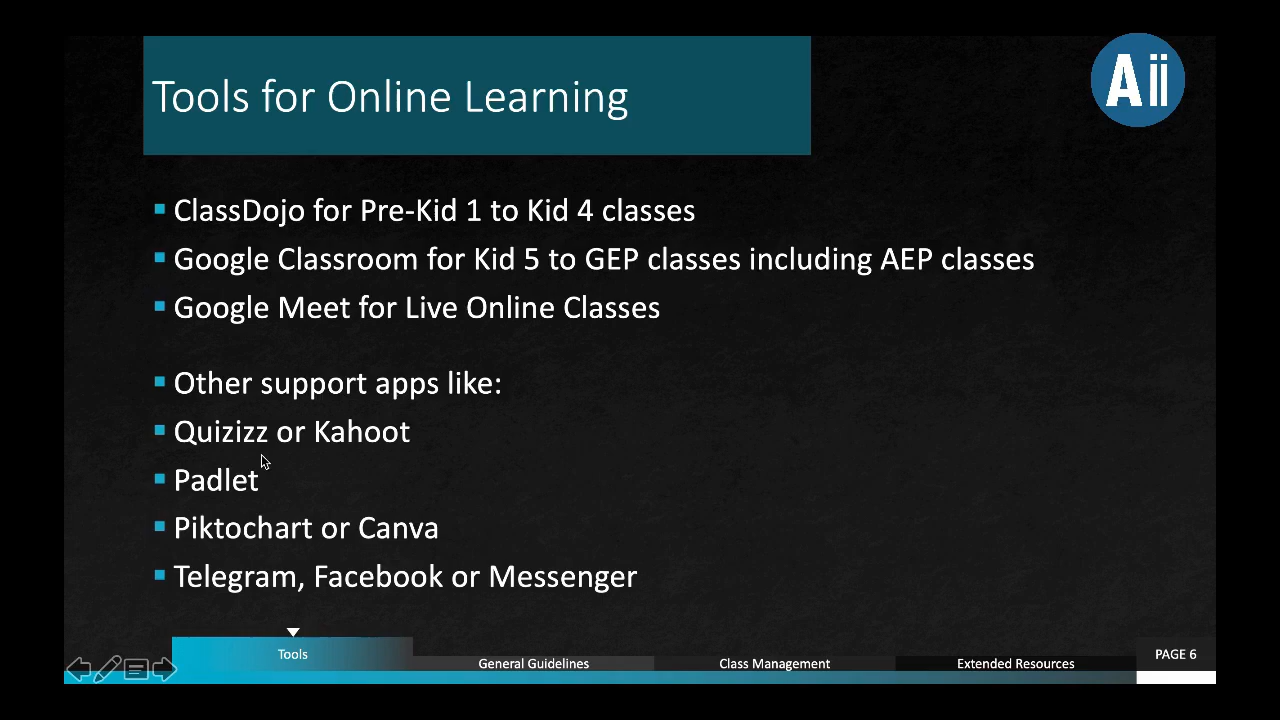 Tools for Online Learning
Aii
ClassDojo for Pre-Kid 1 to Kid 4 classes
Google Classroom for Kid 5 to GEP classes including AEP classes
Google Meet for Live Online Classes
Other support apps like:
Quizizz or Kahoot
Padlet
Piktochart or Canva
Telegram, Facebook or Messenger
Tools
General Guidelines
Class Management
Extended Resources
PAGE 6